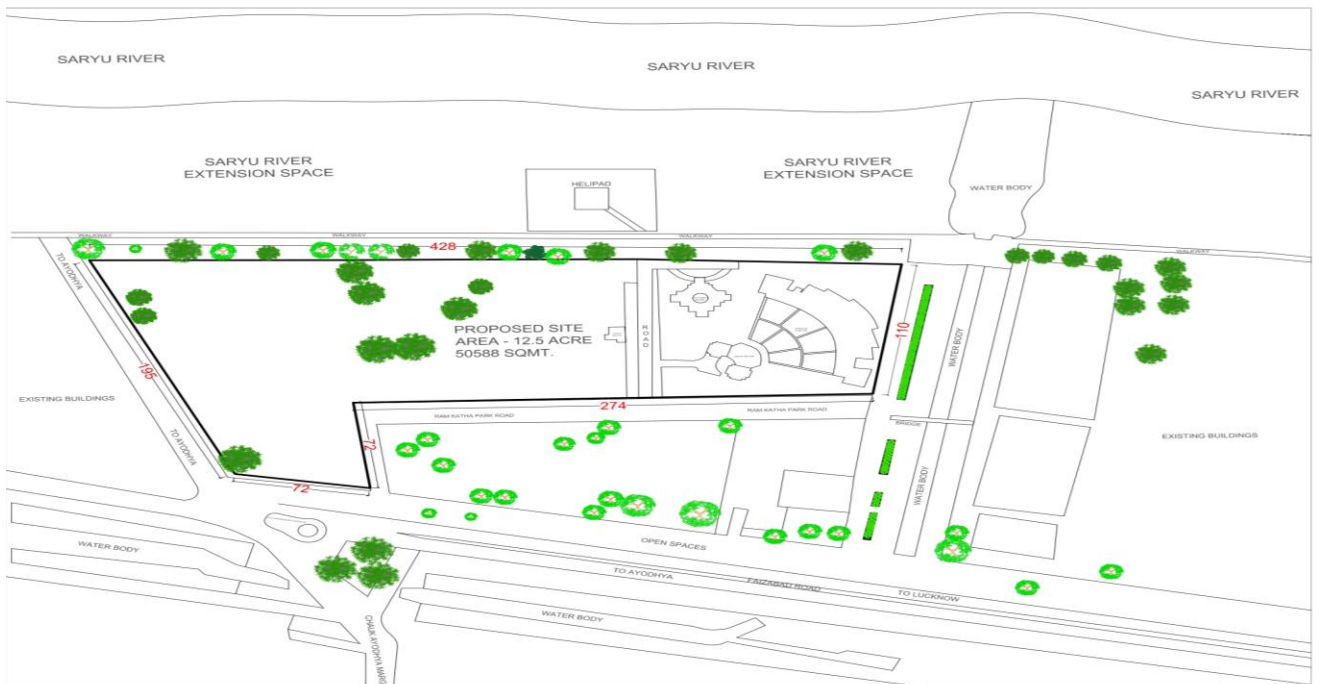 SARYU RIVER
SARYU RIVER
SARYU RIVER
SARYU RIVER
EXTENSION SPACE
SARYU RIVER
EXTENSION SPACE
HELIPAD
WATER BODY
WALKWAY
WALKWAY
WALKWAY
WALKWAY
428
TO AYODHYA
PROPOSED SITE
AREA - 12.5 ACRE
50588 SQMT.
ROAD
110
WATER BODY
195
EXISTING BUILDINGS
274
RAM KATHA PARK ROAD
RAM KATHA PARK ROAD
BRIDGE
EXISTING BUILDINGS
TO AYODHYA
72
72
WATER BODY
OPEN SPACES
WATER BODY
TO AYODHYA
FAIZABAD ROAD
TO LUCKNOW
WATER BODY
CHAUK AYODHYA MARG